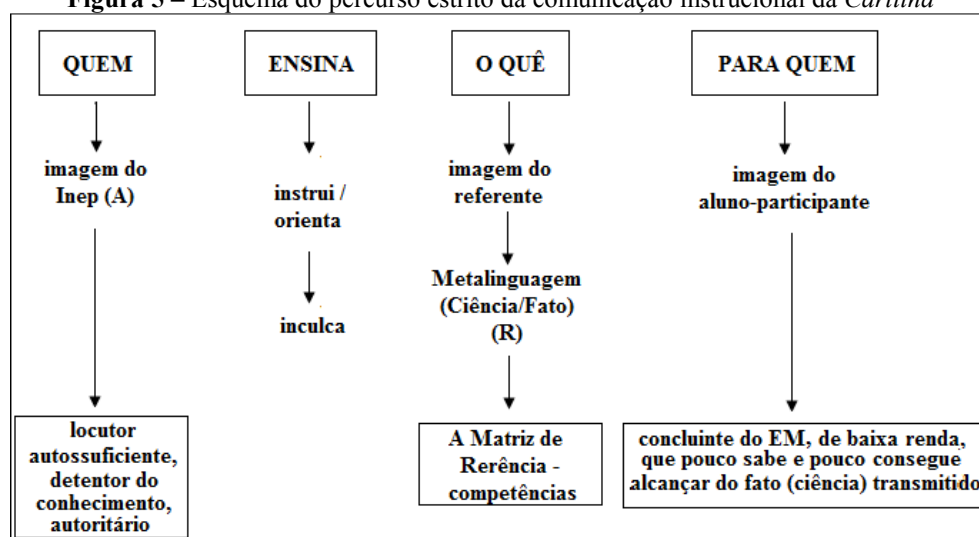 Figura 5 – Esquema do percurso estrito da comunicação instrucional da Cartilha
QUEM
ENSINA
O QUÊ
PARA QUEM
imagem do
Inep (A)
instrui /
orienta
imagem do
referente
imagem do
aluno-participante
Metalinguagem
(Ciência/Fato)
(R)
inculca
locutor
autossuficiente,
detentor do
conhecimento,
autoritário
A Matriz de
Rerência -
competências
concluinte do EM, de baixa renda,
que pouco sabe e pouco consegue
alcançar do fato (ciência) transmitido